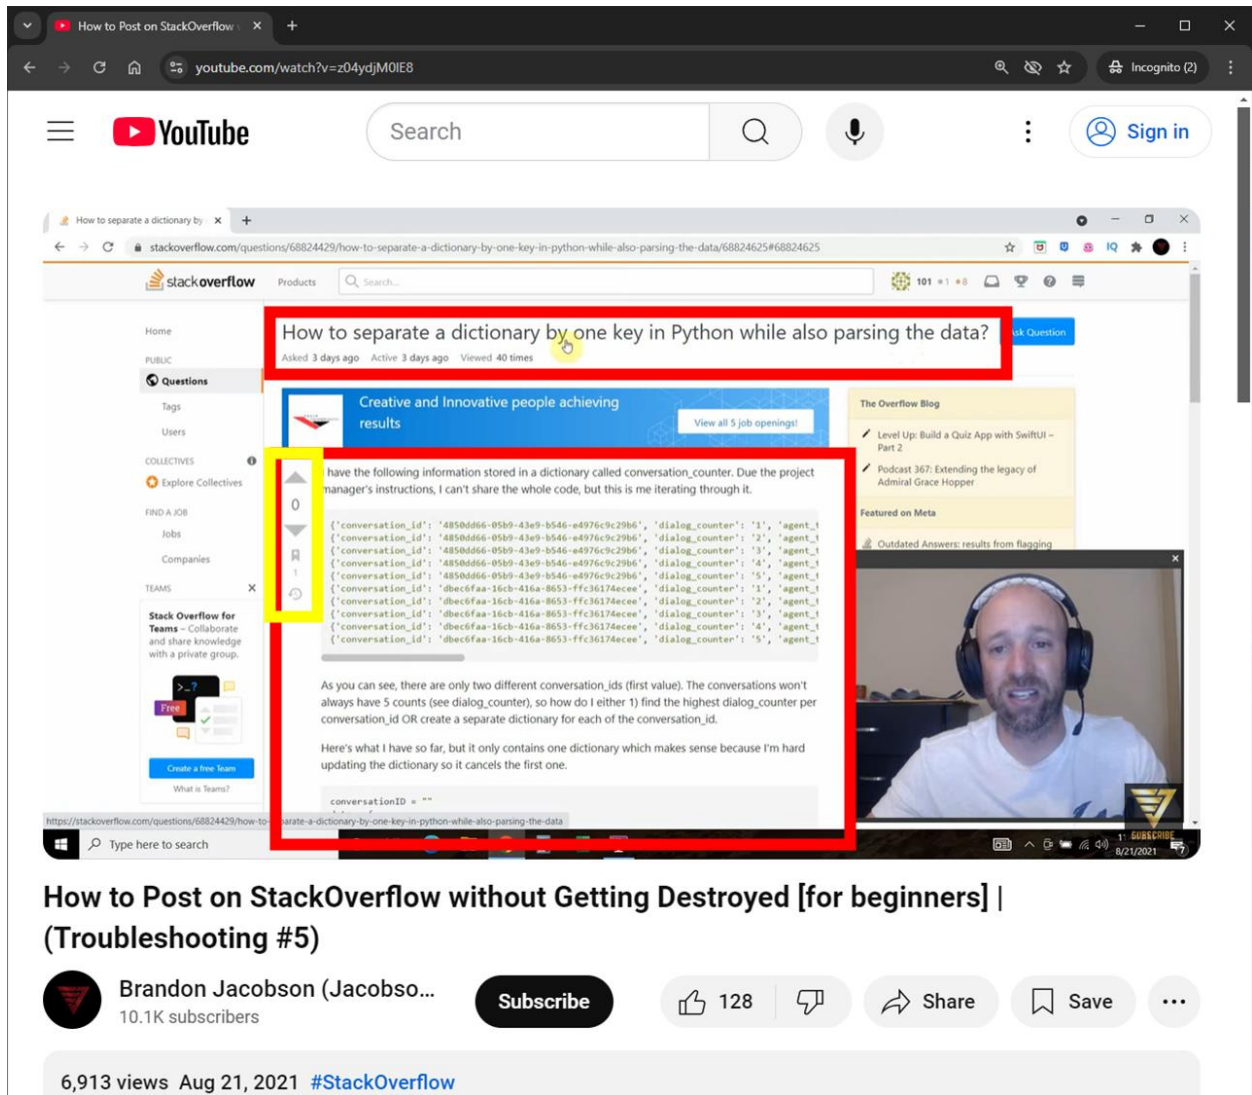 How to Post on StackOverflow
youtube.com/watch?v=z04ydjM0lE8
Incognito (2)
YouTube
Search
Sign in
How to separate a dictionary by
stackoverflow.com/questions/68824429/how-to-separate-a-dictionary-by-one-key-in-python-while-also-parsing-the-data/68824625#68824625
IQ
stackoverflow
Products
Search...
101 1 8
Home
PUBLIC
Questions
Tags
Users
COLLECTIVES
Explore Collectives
FIND A JOB
Jobs
Companies
TEAMS
Stack Overflow for
Teams – Collaborate
and share knowledge
with a private group.
>_?
Free
Create a free Team
What is Teams?
How to separate a dictionary by one key in Python while also parsing the data?
Ask Question
Asked 3 days ago Active 3 days ago Viewed 40 times
Creative and Innovative people achieving
results
View all 5 job openings!
0
1
I have the following information stored in a dictionary called conversation_counter. Due the project
manager's instructions, I can't share the whole code, but this is me iterating through it.
{'conversation_id': '4850dd66-05b9-43e9-b546-e4976c9c29b6', 'dialog_counter': '1', 'agent_t
{'conversation_id': '4850dd66-05b9-43e9-b546-e4976c9c29b6', 'dialog_counter': '2', 'agent_t
{'conversation_id': '4850dd66-05b9-43e9-b546-e4976c9c29b6', 'dialog_counter': '3', 'agent_t
{'conversation_id': '4850dd66-05b9-43e9-b546-e4976c9c29b6', 'dialog_counter': '4', 'agent_t
{'conversation_id': '4850dd66-05b9-43e9-b546-e4976c9c29b6', 'dialog_counter': '5', 'agent_t
{'conversation_id': 'dbec6faa-16cb-416a-8653-ffc36174ecee', 'dialog_counter': '1', 'agent_t
{'conversation_id': 'dbec6faa-16cb-416a-8653-ffc36174ecee', 'dialog_counter': '2', 'agent_t
{'conversation_id': 'dbec6faa-16cb-416a-8653-ffc36174ecee', 'dialog_counter': '3', 'agent_t
{'conversation_id': 'dbec6faa-16cb-416a-8653-ffc36174ecee', 'dialog_counter': '4', 'agent_t
{'conversation_id': 'dbec6faa-16cb-416a-8653-ffc36174ecee', 'dialog_counter': '5', 'agent_t
As you can see, there are only two different conversation_ids (first value). The conversations won't
always have 5 counts (see dialog_counter), so how do I either 1) find the highest dialog_counter per
conversation_id OR create a separate dictionary for each of the conversation_id.
Here's what I have so far, but it only contains one dictionary which makes sense because I'm hard
updating the dictionary so it cancels the first one.
conversationID = ""
The Overflow Blog
Level Up: Build a Quiz App with SwiftUI –
Part 2
Podcast 367: Extending the legacy of
Admiral Grace Hopper
Featured on Meta
Outdated Answers: results from flagging
https://stackoverflow.com/questions/68824429/how-to-separate-a-dictionary-by-one-key-in-python-while-also-parsing-the-data
Type here to search
SUBSCRIBE
8/21/2021
How to Post on StackOverflow without Getting Destroyed [for beginners] |
(Troubleshooting #5)
Brandon Jacobson (Jacobso...
10.1K subscribers
Subscribe
128
Share
Save
6,913 views Aug 21, 2021 #StackOverflow